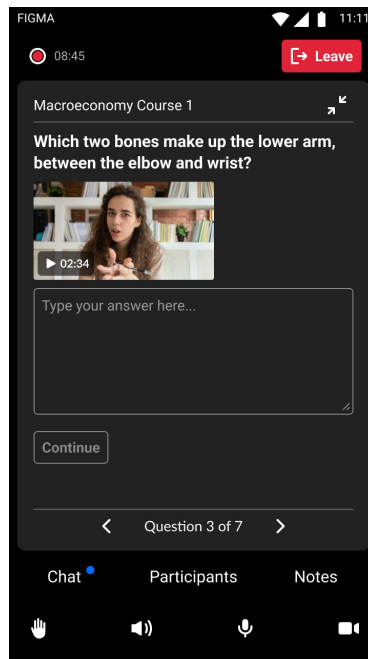 FIGMA
11:11
08:45
Leave
Macroeconomy Course 1
Which two bones make up the lower arm,
between the elbow and wrist?
02:34
Type your answer here...
Continue
Question 3 of 7
Chat
Participants
Notes